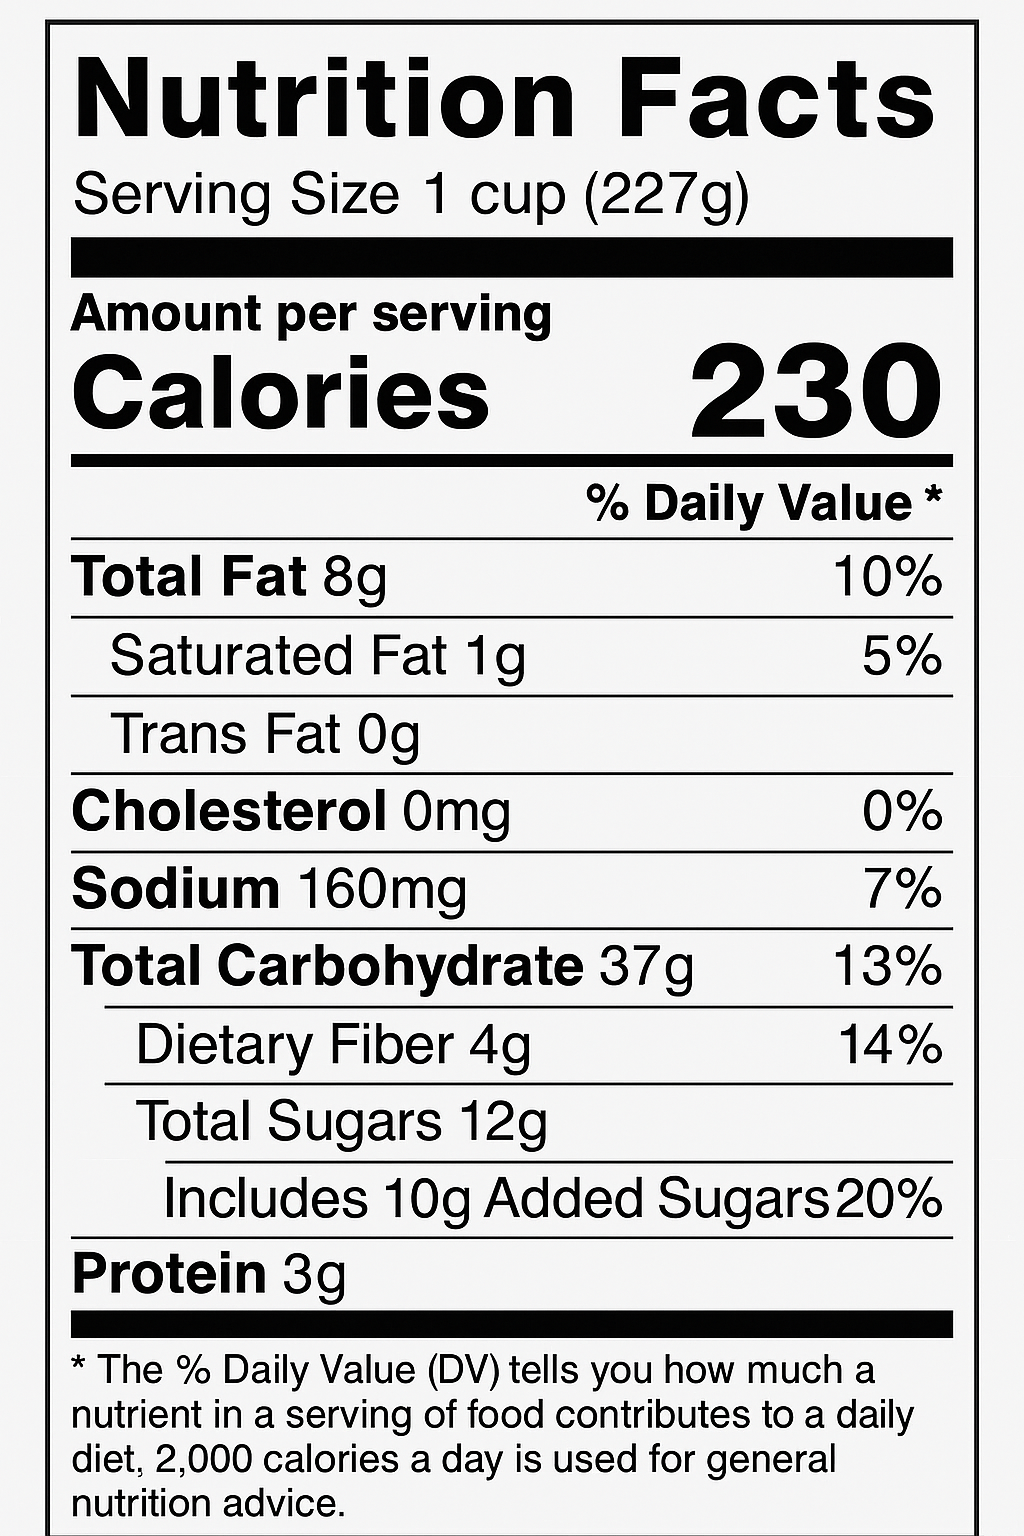 Nutrition Facts
Serving Size 1 cup (227g)
Amount per serving
Calories 230
% Daily Value *
Total Fat 8g 10%
Saturated Fat 1g 5%
Trans Fat 0g
Cholesterol 0mg 0%
Sodium 160mg 7%
Total Carbohydrate 37g 13%
Dietary Fiber 4g 14%
Total Sugars 12g
Includes 10g Added Sugars 20%
Protein 3g
* The % Daily Value (DV) tells you how much a
nutrient in a serving of food contributes to a daily
diet, 2,000 calories a day is used for general
nutrition advice.